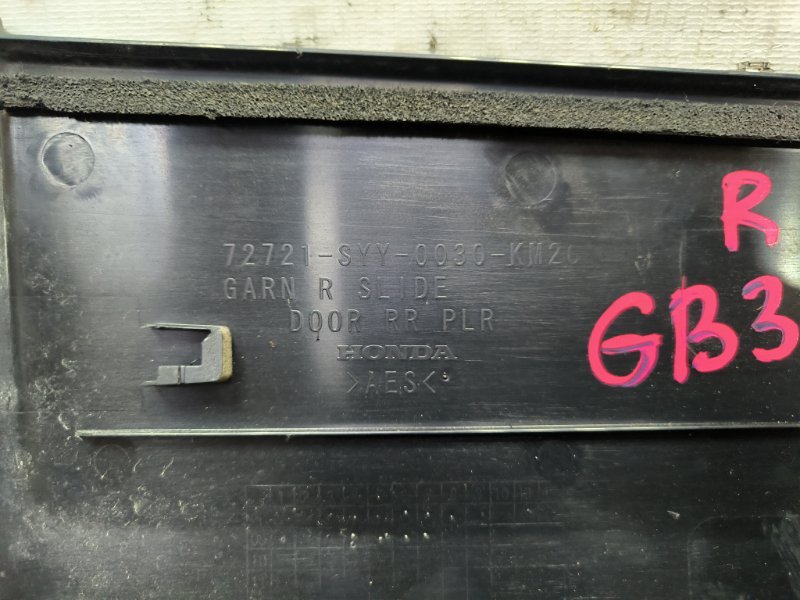 72721-SYY-0030-KM20
GARN R SLIDE
DOOR RR PLR
HONDA
>AES<
R
GB3